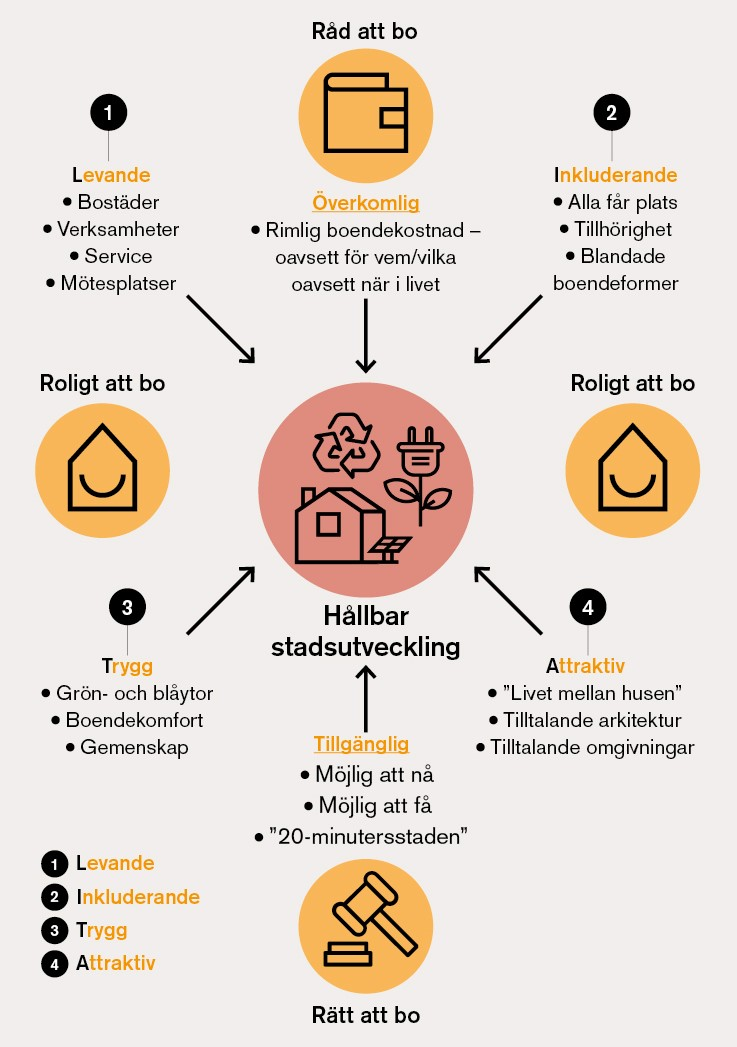 Råd att bo
1
Levande
• Bostäder
• Verksamheter
• Service
• Mötesplatser
Överkomlig
• Rimlig boendekostnad –
oavsett för vem/vilka
oavsett när i livet
2
Inkluderande
• Alla får plats
• Tillhörighet
• Blandade
boendeformer
Roligt att bo
Roligt att bo
Hållbar
stadsutveckling
3
Trygg
• Grön- och blåytor
• Boendekomfort
• Gemenskap
4
Attraktiv
• ”Livet mellan husen”
• Tilltalande arkitektur
• Tilltalande omgivningar
Tillgänglig
• Möjlig att nå
• Möjlig att få
• ”20-minutersstaden”
1 Levande
2 Inkluderande
3 Trygg
4 Attraktiv
Rätt att bo